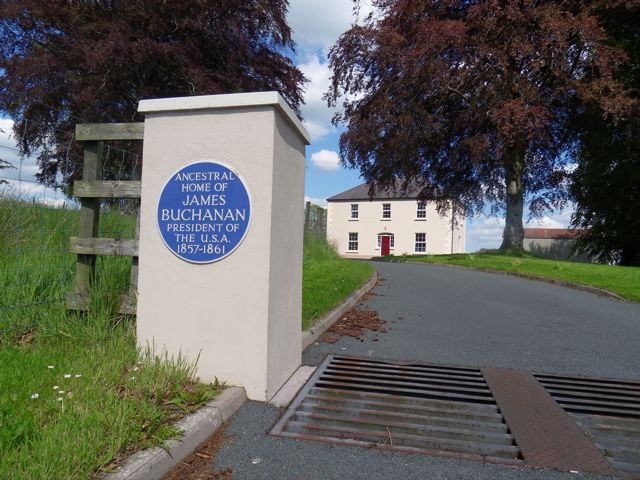 ANCESTRAL
HOME OF
JAMES
BUCHANAN
PRESIDENT OF
THE U.S.A.
1857-1861